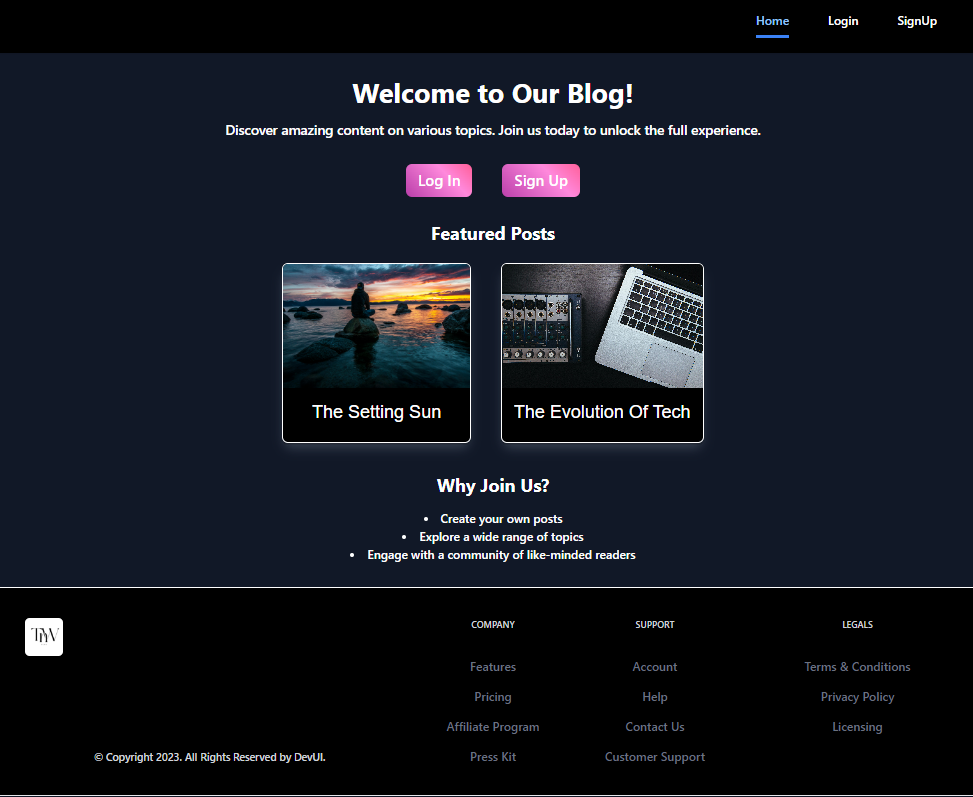 Home Login SignUp
Welcome to Our Blog!
Discover amazing content on various topics. Join us today to unlock the full experience.
Log In Sign Up
Featured Posts
The Setting Sun
The Evolution Of Tech
Why Join Us?
• Create your own posts
• Explore a wide range of topics
• Engage with a community of like-minded readers
COMPANY
Features
Pricing
Affiliate Program
Press Kit
SUPPORT
Account
Help
Contact Us
Customer Support
LEGALS
Terms & Conditions
Privacy Policy
Licensing
© Copyright 2023. All Rights Reserved by DevUI.